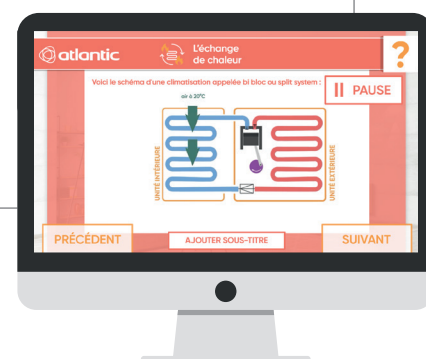 atlantic
L'échange
de chaleur
?
Voici le schéma d'une climatisation appelée bi bloc ou split system :
PAUSE
air à 30°C
UNITÉ INTÉRIEURE
UNITÉ EXTÉRIEURE
PRÉCÉDENT
AJOUTER SOUS-TITRE
SUIVANT